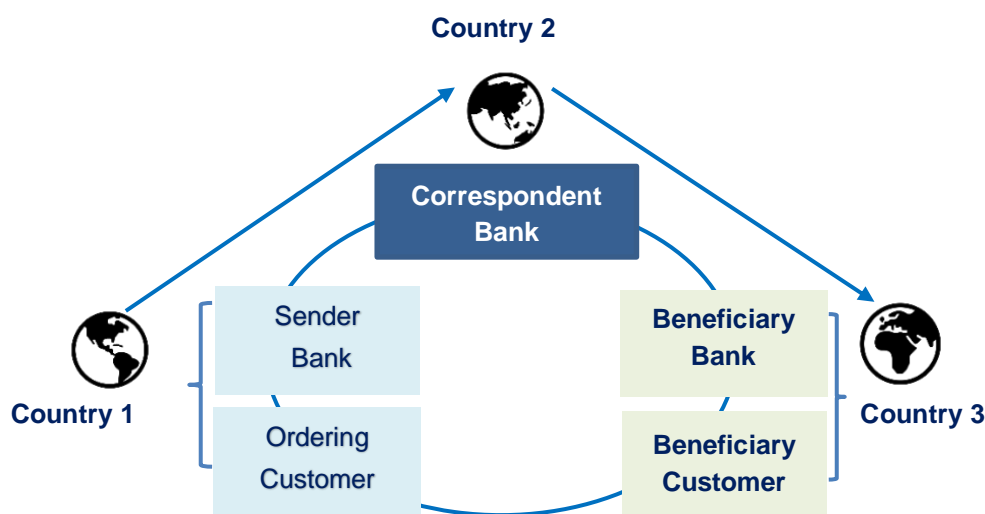 Country 2
Correspondent
Bank
Sender
Bank
Beneficiary
Bank
Country 1
Country 3
Ordering
Customer
Beneficiary
Customer